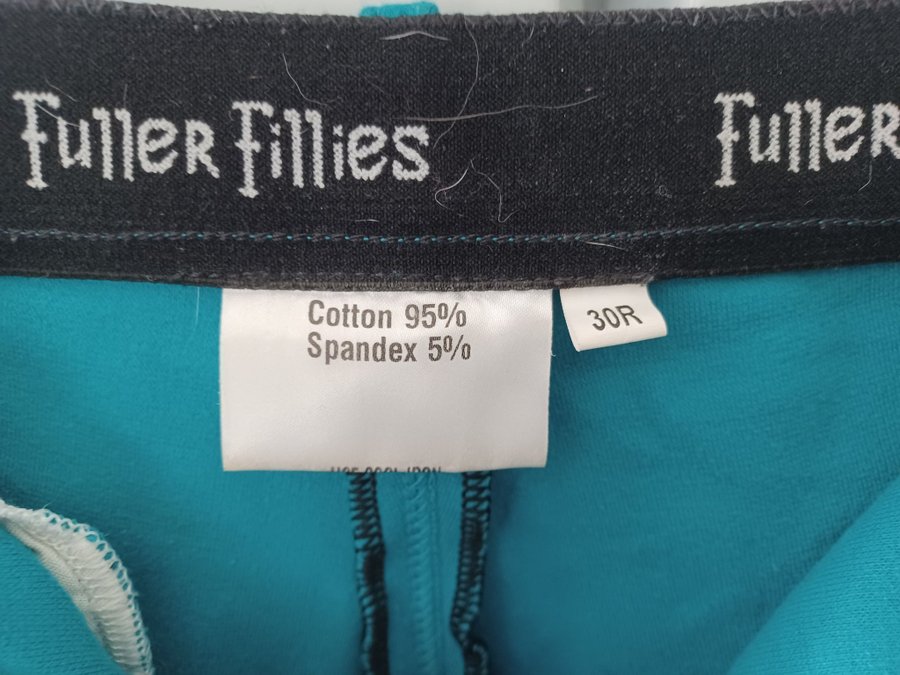 Fuller Fillies
Fuller
Cotton 95%
Spandex 5%
30R